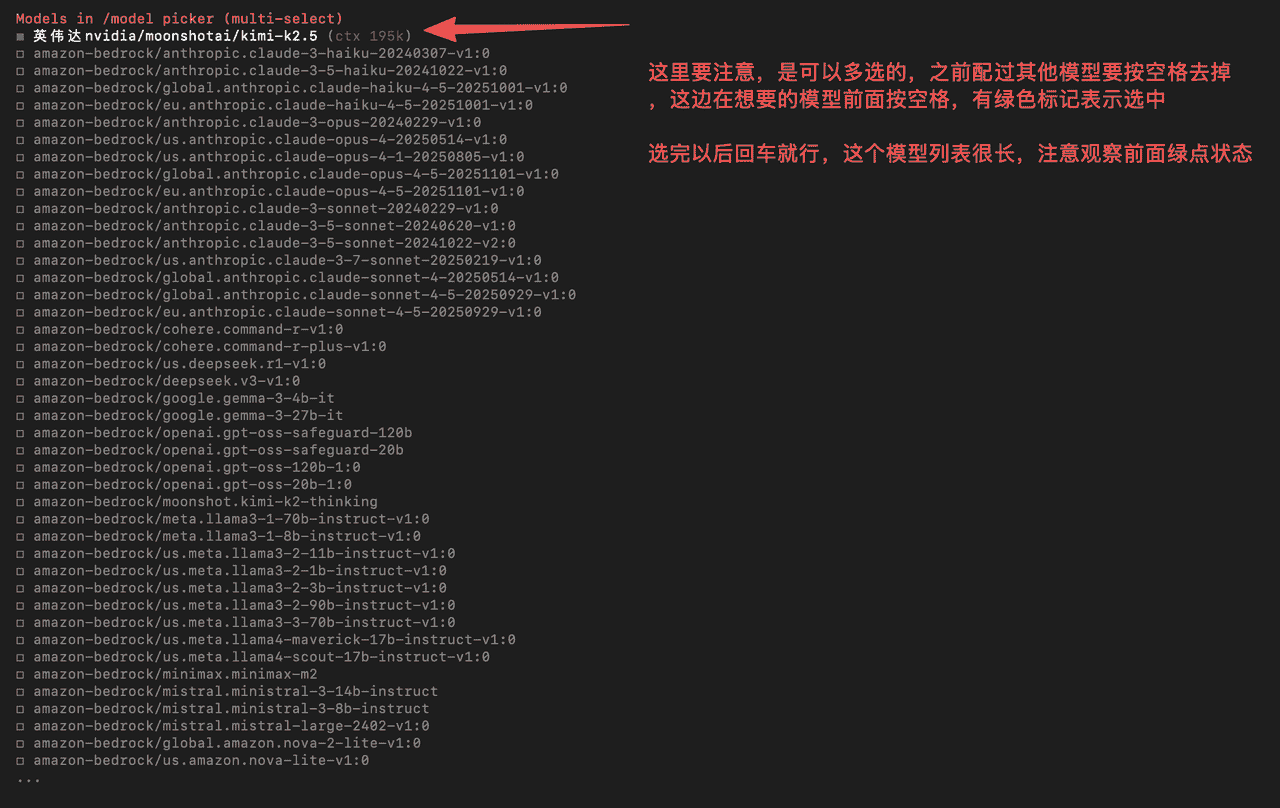 Models in /model picker (multi-select)
英伟达nvidia/moonshotai/kimi-k2.5 (ctx 195k)
amazon-bedrock/anthropic.claude-3-haiku-20240307-v1:0
amazon-bedrock/anthropic.claude-3-5-haiku-20241022-v1:0
amazon-bedrock/global.anthropic.claude-haiku-4-5-20251001-v1:0
amazon-bedrock/eu.anthropic.claude-haiku-4-5-20251001-v1:0
amazon-bedrock/anthropic.claude-3-opus-20240229-v1:0
amazon-bedrock/us.anthropic.claude-opus-4-20250514-v1:0
amazon-bedrock/us.anthropic.claude-opus-4-1-20250805-v1:0
amazon-bedrock/global.anthropic.claude-opus-4-5-20251101-v1:0
amazon-bedrock/eu.anthropic.claude-opus-4-5-20251101-v1:0
amazon-bedrock/anthropic.claude-3-sonnet-20240229-v1:0
amazon-bedrock/anthropic.claude-3-5-sonnet-20240620-v1:0
amazon-bedrock/anthropic.claude-3-5-sonnet-20241022-v2:0
amazon-bedrock/us.anthropic.claude-3-7-sonnet-20250219-v1:0
amazon-bedrock/global.anthropic.claude-sonnet-4-20250514-v1:0
amazon-bedrock/global.anthropic.claude-sonnet-4-5-20250929-v1:0
amazon-bedrock/eu.anthropic.claude-sonnet-4-5-20250929-v1:0
amazon-bedrock/cohere.command-r-v1:0
amazon-bedrock/cohere.command-r-plus-v1:0
amazon-bedrock/us.deepseek.r1-v1:0
amazon-bedrock/deepseek.v3-v1:0
amazon-bedrock/google.gemma-3-4b-it
amazon-bedrock/google.gemma-3-27b-it
amazon-bedrock/openai.gpt-oss-safeguard-120b
amazon-bedrock/openai.gpt-oss-safeguard-20b
amazon-bedrock/openai.gpt-oss-120b-1:0
amazon-bedrock/openai.gpt-oss-20b-1:0
amazon-bedrock/moonshot.kimi-k2-thinking
amazon-bedrock/meta.llama3-1-70b-instruct-v1:0
amazon-bedrock/meta.llama3-1-8b-instruct-v1:0
amazon-bedrock/us.meta.llama3-2-11b-instruct-v1:0
amazon-bedrock/us.meta.llama3-2-1b-instruct-v1:0
amazon-bedrock/us.meta.llama3-2-3b-instruct-v1:0
amazon-bedrock/us.meta.llama3-2-90b-instruct-v1:0
amazon-bedrock/us.meta.llama3-3-70b-instruct-v1:0
amazon-bedrock/us.meta.llama4-maverick-17b-instruct-v1:0
amazon-bedrock/us.meta.llama4-scout-17b-instruct-v1:0
amazon-bedrock/minimax.minimax-m2
amazon-bedrock/mistral.ministral-3-14b-instruct
amazon-bedrock/mistral.ministral-3-8b-instruct
amazon-bedrock/mistral.mistral-large-2402-v1:0
amazon-bedrock/global.amazon.nova-2-lite-v1:0
amazon-bedrock/us.amazon.nova-lite-v1:0
...
这里要注意，是可以多选的，之前配过其他模型要按空格去掉
，这边在想要的模型前面按空格，有绿色标记表示选中
选完以后回车就行，这个模型列表很长，注意观察前面绿点状态